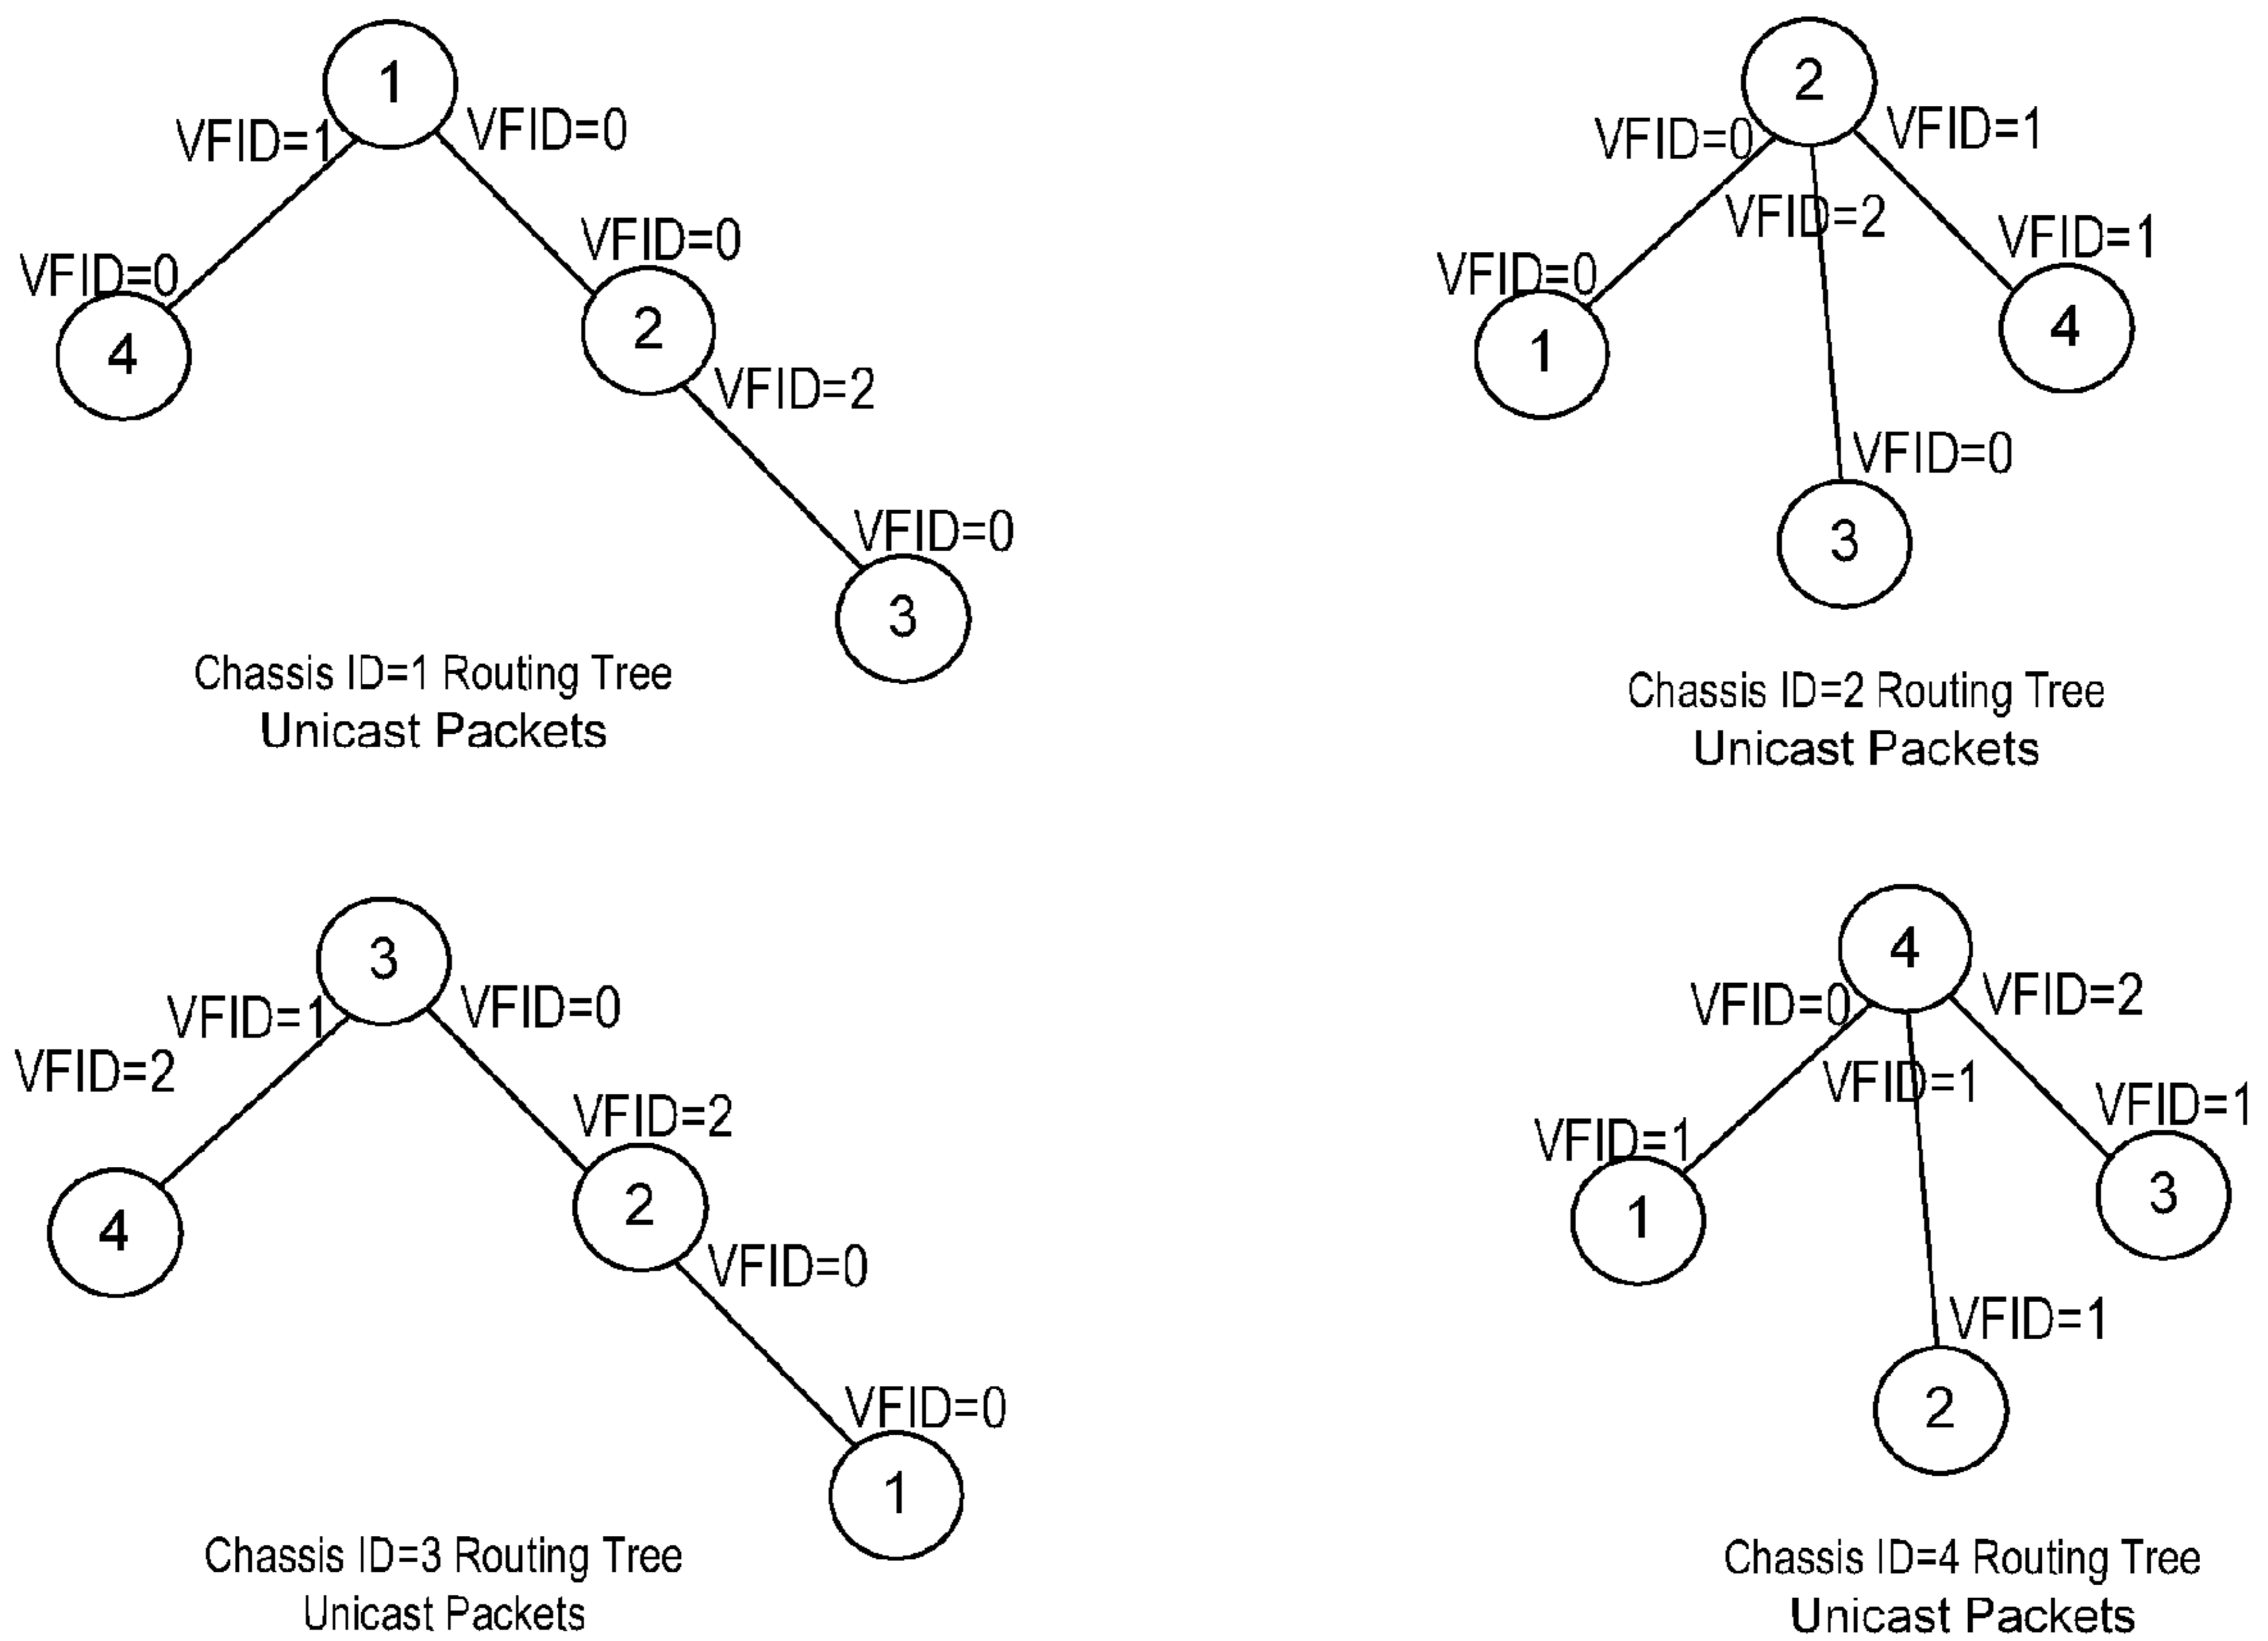 1
VFID=1
VFID=0
VFID=0
VFID=0
4
2
VFID=2
VFID=0
3
Chassis ID=1 Routing Tree
Unicast Packets
2
VFID=0
VFID=1
VFID=2
VFID=1
VFID=0
1
4
VFID=0
3
Chassis ID=2 Routing Tree
Unicast Packets
3
VFID=1
VFID=0
VFID=2
VFID=2
4
2
VFID=0
VFID=0
1
Chassis ID=3 Routing Tree
Unicast Packets
4
VFID=0
VFID=2
VFID=1
VFID=1
VFID=1
1
3
VFID=1
2
Chassis ID=4 Routing Tree
Unicast Packets